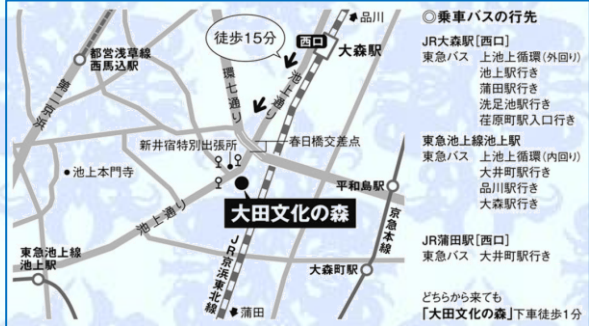 品川
西口
大森駅
徒歩15分
都営浅草線
西馬込駅
第二京浜
環七通り
池上通り
新井宿特別出張所
春日橋交差点
池上本門寺
平和島駅
池上通り
大田文化の森
京急本線
東急池上線
池上駅
JR京浜東北線
大森町駅
蒲田
◎乗車バスの行先
JR大森駅[西口]
東急バス 上池上循環(外回り)
池上駅行き
蒲田駅行き
洗足池駅行き
荏原町駅入口行き
東急池上線池上駅
東急バス 上池上循環(内回り)
大井町駅行き
品川駅行き
大森駅行き
JR蒲田駅[西口]
東急バス 大井町駅行き
どちらから来ても
「大田文化の森」下車徒歩1分